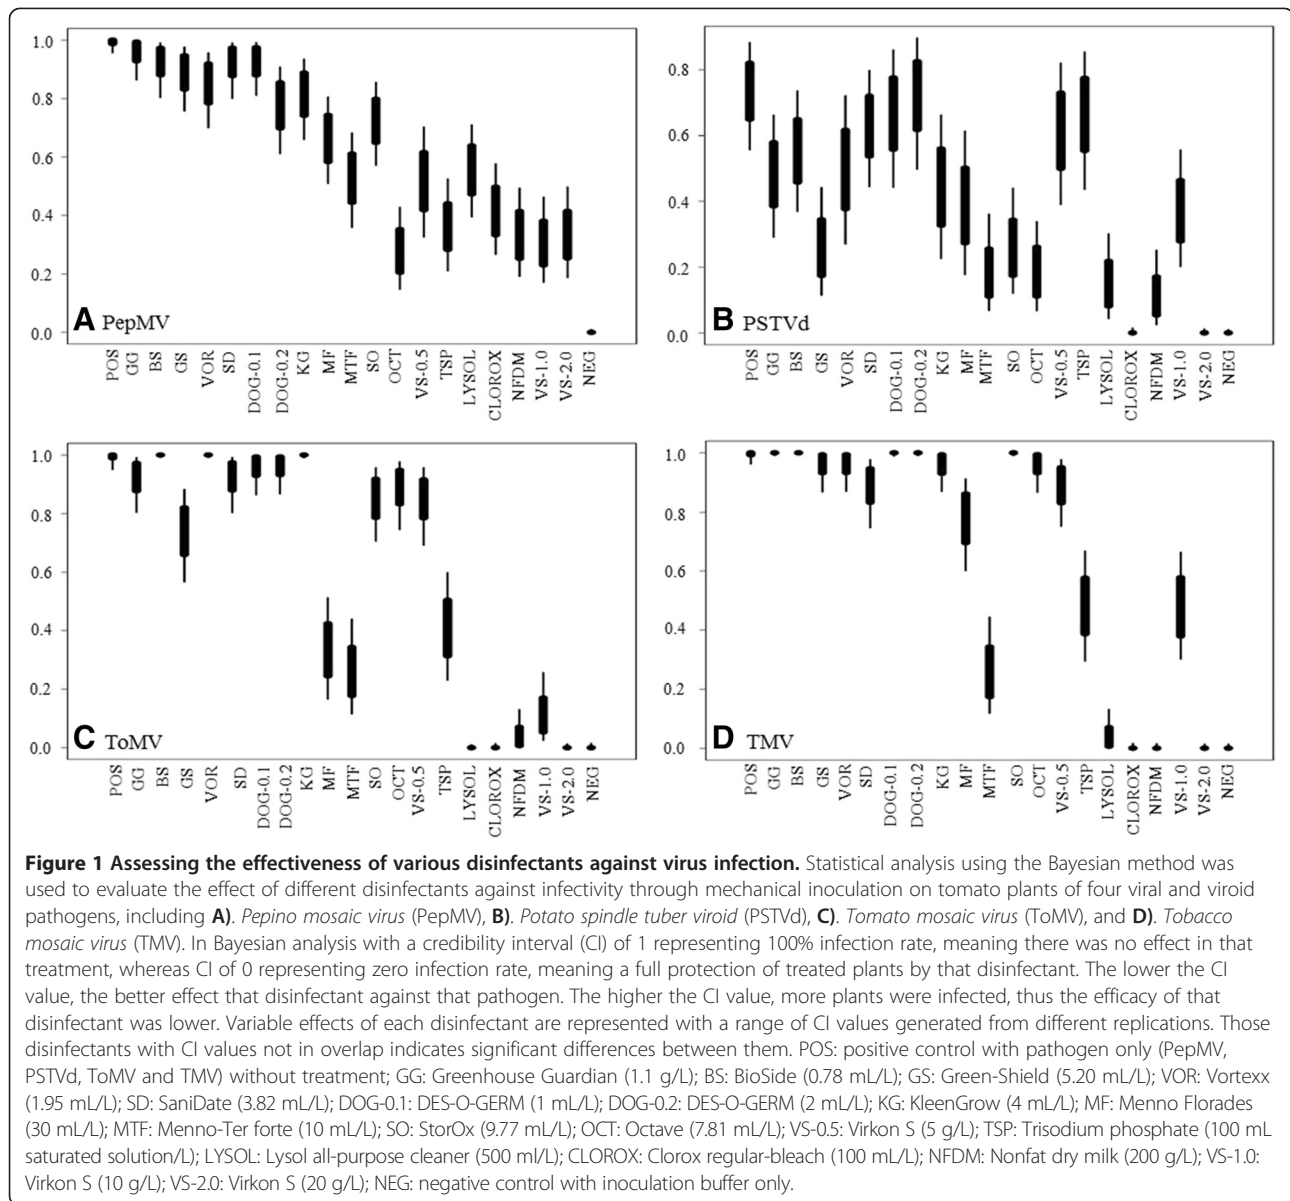 1.0
0.8
0.6
0.4
0.2
0.0
A PepMV
POS
GG
BS
GS
VOR
SD
DOG-0.1
DOG-0.2
KG
MF
MTF
SO
OCT
VS-0.5
TSP
LYSOL
CLOROX
NFDM
VS-1.0
VS-2.0
NEG
0.8
0.6
0.4
0.2
0.0
B PSTVd
POS
GG
BS
GS
VOR
SD
DOG-0.1
DOG-0.2
KG
MF
MTF
SO
OCT
VS-0.5
TSP
LYSOL
CLOROX
NFDM
VS-1.0
VS-2.0
NEG
1.0
0.8
0.6
0.4
0.2
0.0
C ToMV
POS
GG
BS
GS
VOR
SD
DOG-0.1
DOG-0.2
KG
MF
MTF
SO
OCT
VS-0.5
TSP
LYSOL
CLOROX
NFDM
VS-1.0
VS-2.0
NEG
1.0
0.8
0.6
0.4
0.2
0.0
D TMV
POS
GG
BS
GS
VOR
SD
DOG-0.1
DOG-0.2
KG
MF
MTF
SO
OCT
VS-0.5
TSP
LYSOL
CLOROX
NFDM
VS-1.0
VS-2.0
NEG
Figure 1 Assessing the effectiveness of various disinfectants against virus infection. Statistical analysis using the Bayesian method was
used to evaluate the effect of different disinfectants against infectivity through mechanical inoculation on tomato plants of four viral and viroid
pathogens, including A). Pepino mosaic virus (PepMV), B). Potato spindle tuber viroid (PSTVd), C). Tomato mosaic virus (ToMV), and D). Tobacco
mosaic virus (TMV). In Bayesian analysis with a credibility interval (CI) of 1 representing 100% infection rate, meaning there was no effect in that
treatment, whereas CI of 0 representing zero infection rate, meaning a full protection of treated plants by that disinfectant. The lower the CI
value, the better effect that disinfectant against that pathogen. The higher the CI value, more plants were infected, thus the efficacy of that
disinfectant was lower. Variable effects of each disinfectant are represented with a range of CI values generated from different replications. Those
disinfectants with CI values not in overlap indicates significant differences between them. POS: positive control with pathogen only (PepMV,
PSTVd, ToMV and TMV) without treatment; GG: Greenhouse Guardian (1.1 g/L); BS: BioSide (0.78 mL/L); GS: Green-Shield (5.20 mL/L); VOR: Vortexx
(1.95 mL/L); SD: SaniDate (3.82 mL/L); DOG-0.1: DES-O-GERM (1 mL/L); DOG-0.2: DES-O-GERM (2 mL/L); KG: KleenGrow (4 mL/L); MF: Menno Florades
(30 mL/L); MTF: Menno-Ter forte (10 mL/L); SO: StorOx (9.77 mL/L); OCT: Octave (7.81 mL/L); VS-0.5: Virkon S (5 g/L); TSP: Trisodium phosphate (100 mL
saturated solution/L); LYSOL: Lysol all-purpose cleaner (500 ml/L); CLOROX: Clorox regular-bleach (100 mL/L); NFDM: Nonfat dry milk (200 g/L); VS-1.0:
Virkon S (10 g/L); VS-2.0: Virkon S (20 g/L); NEG: negative control with inoculation buffer only.